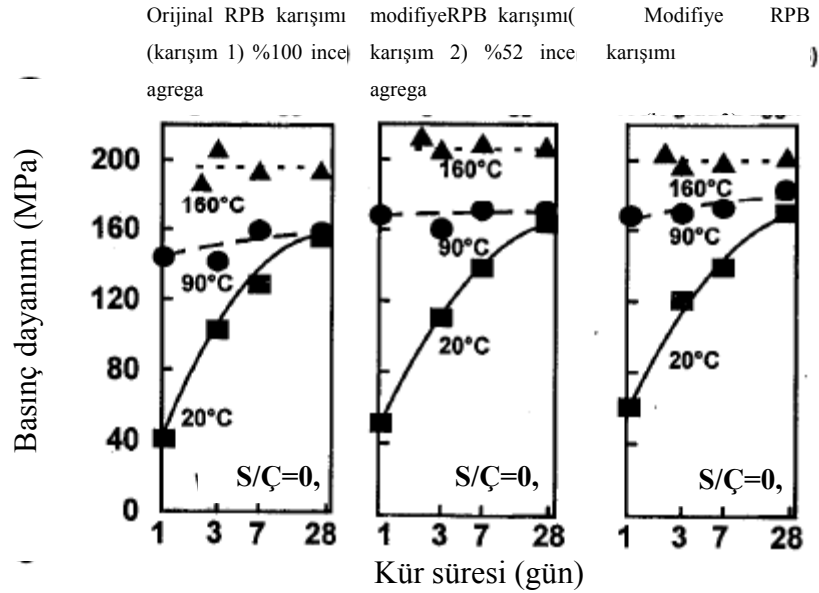 Orijinal RPB karışımı
(karışım 1) %100 ince
agrega
modifiyeRPB karışımı(
karışım 2) %52 ince
agrega
Modifiye RPB
karışımı
Basınç dayanımı (MPa)
200
160
120
80
40
0
160°C
90°C
20°C
S/Ç=0,
1 3 7 28
160°C
90°C
20°C
S/Ç=0,
1 3 7 28
160°C
90°C
20°C
S/Ç=0,
1 3 7 28
Kür süresi (gün)